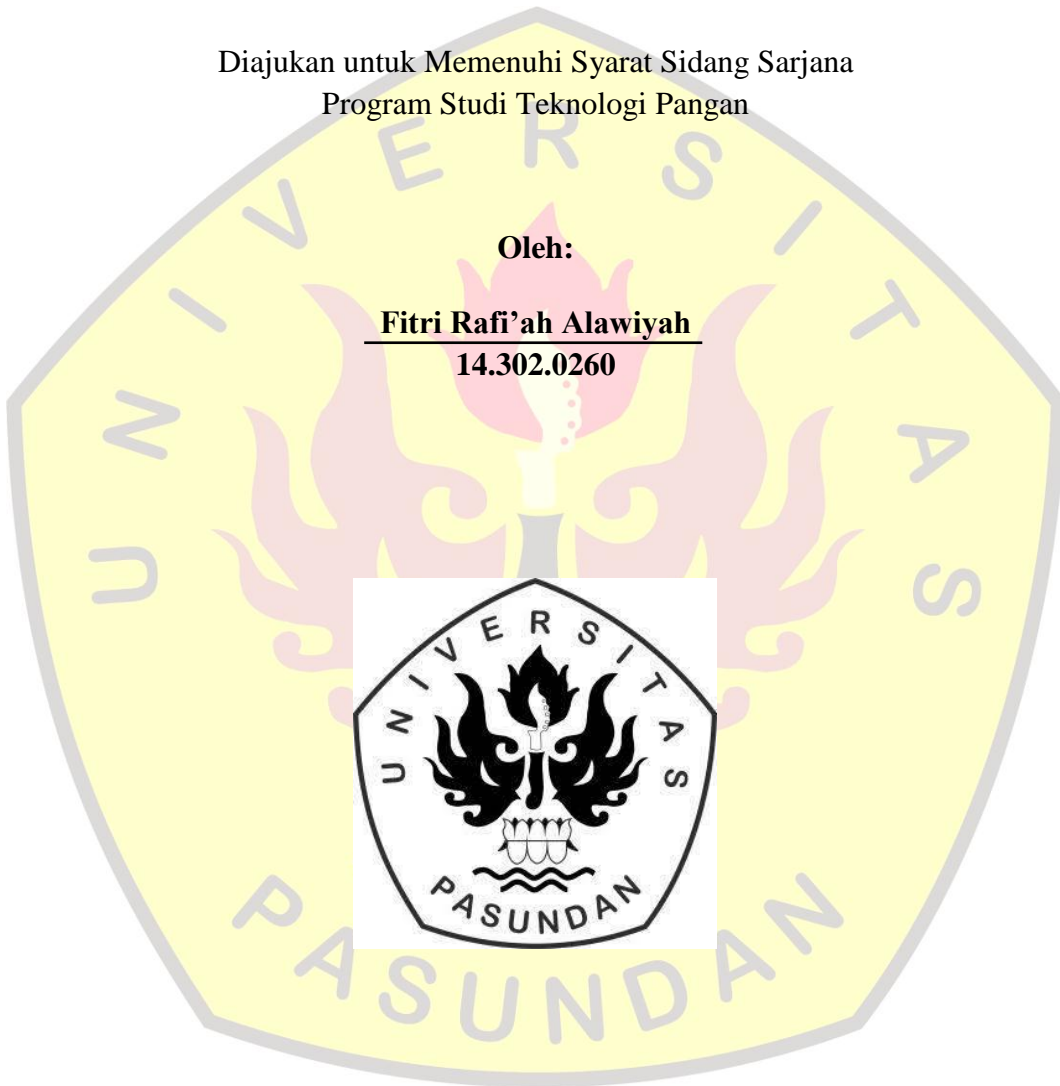 Diajukan untuk Memenuhi Syarat Sidang Sarjana
Program Studi Teknologi Pangan
Oleh:
Fitri Rafi’ah Alawiyah
14.302.0260
UNIVERSITAS
PASUNDAN
UNIVERSITAS
PASUNDAN